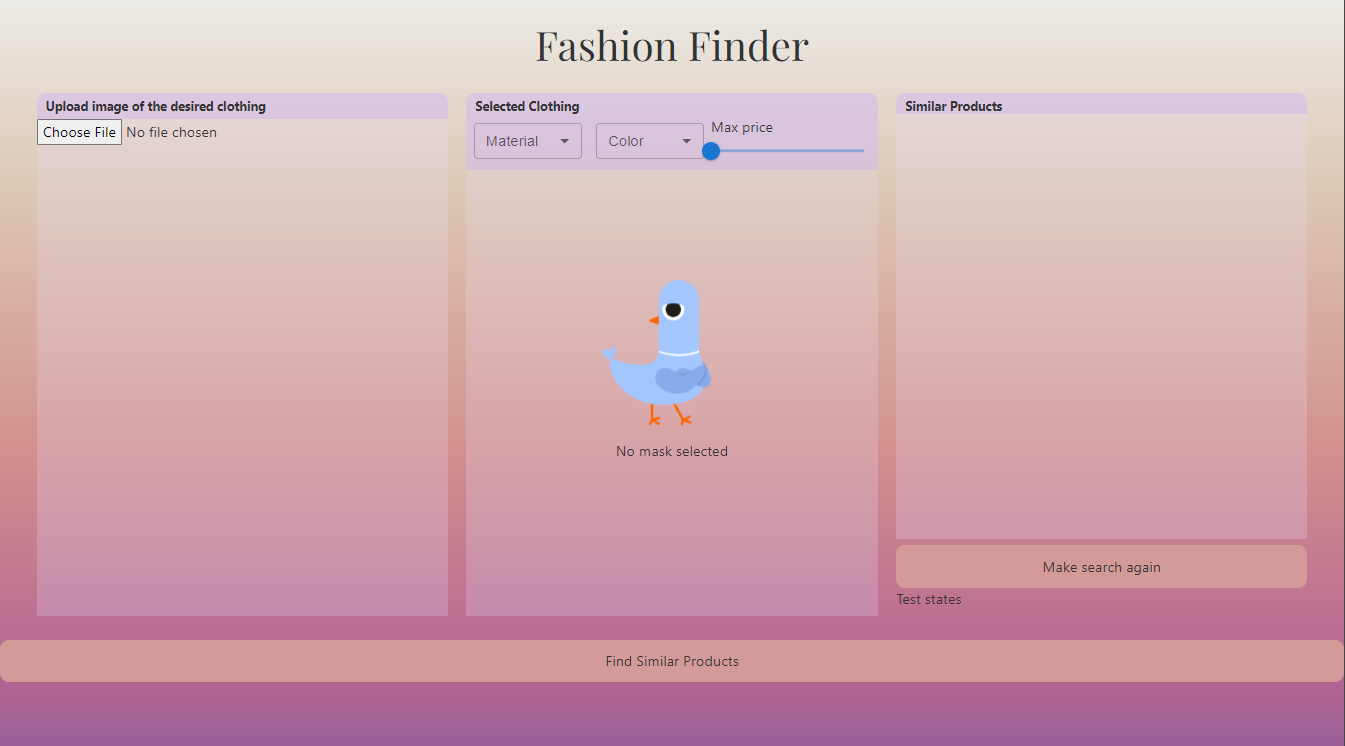 Fashion Finder
Upload image of the desired clothing
Choose File No file chosen
Selected Clothing
Material
Color
Max price
No mask selected
Similar Products
Make search again
Test states
Find Similar Products